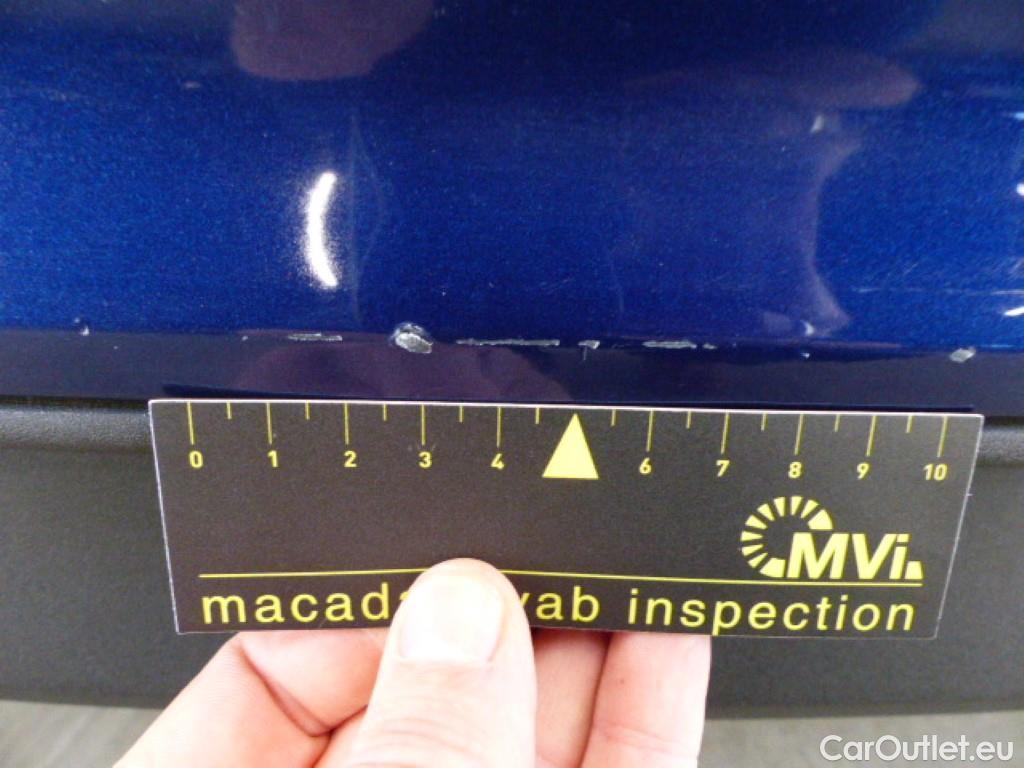 0 1 2 3 4 6 7 8 9 10
MVi
inspection
CarOutlet.eu